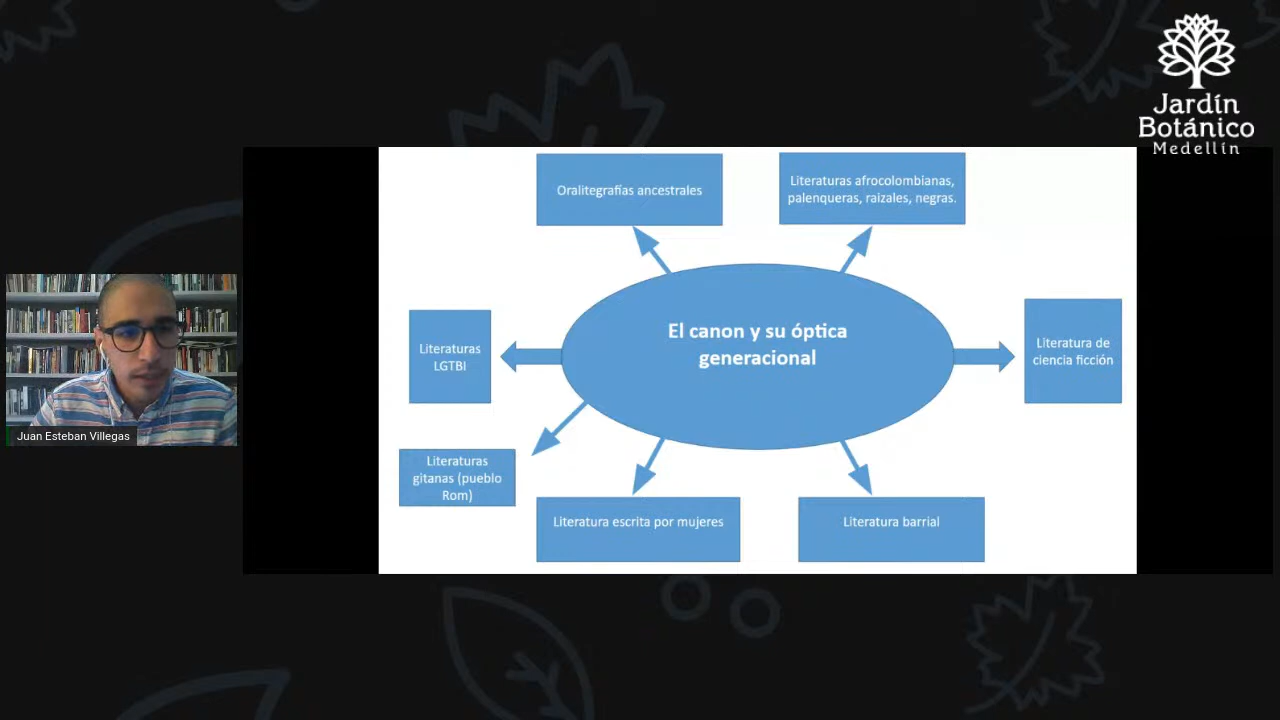 Jardín
Botánico
Medellín
Oralitegrafías ancestrales
Literaturas afrocolombianas,
palenqueras, raizales, negras.
El canon y su óptica
generacional
Literaturas
LGTBI
Literatura de
ciencia ficción
Juan Esteban Villegas
Literaturas
gitanas (pueblo
Rom)
Literatura escrita por mujeres
Literatura barrial